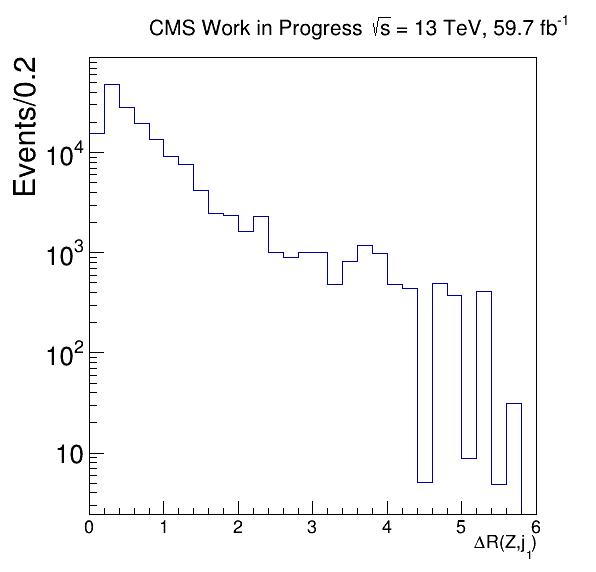 CMS Work in Progress √s = 13 TeV, 59.7 fb⁻¹
Events/0.2
10⁴
10³
10²
10
0 1 2 3 4 5 6
ΔR(Z,j₁)